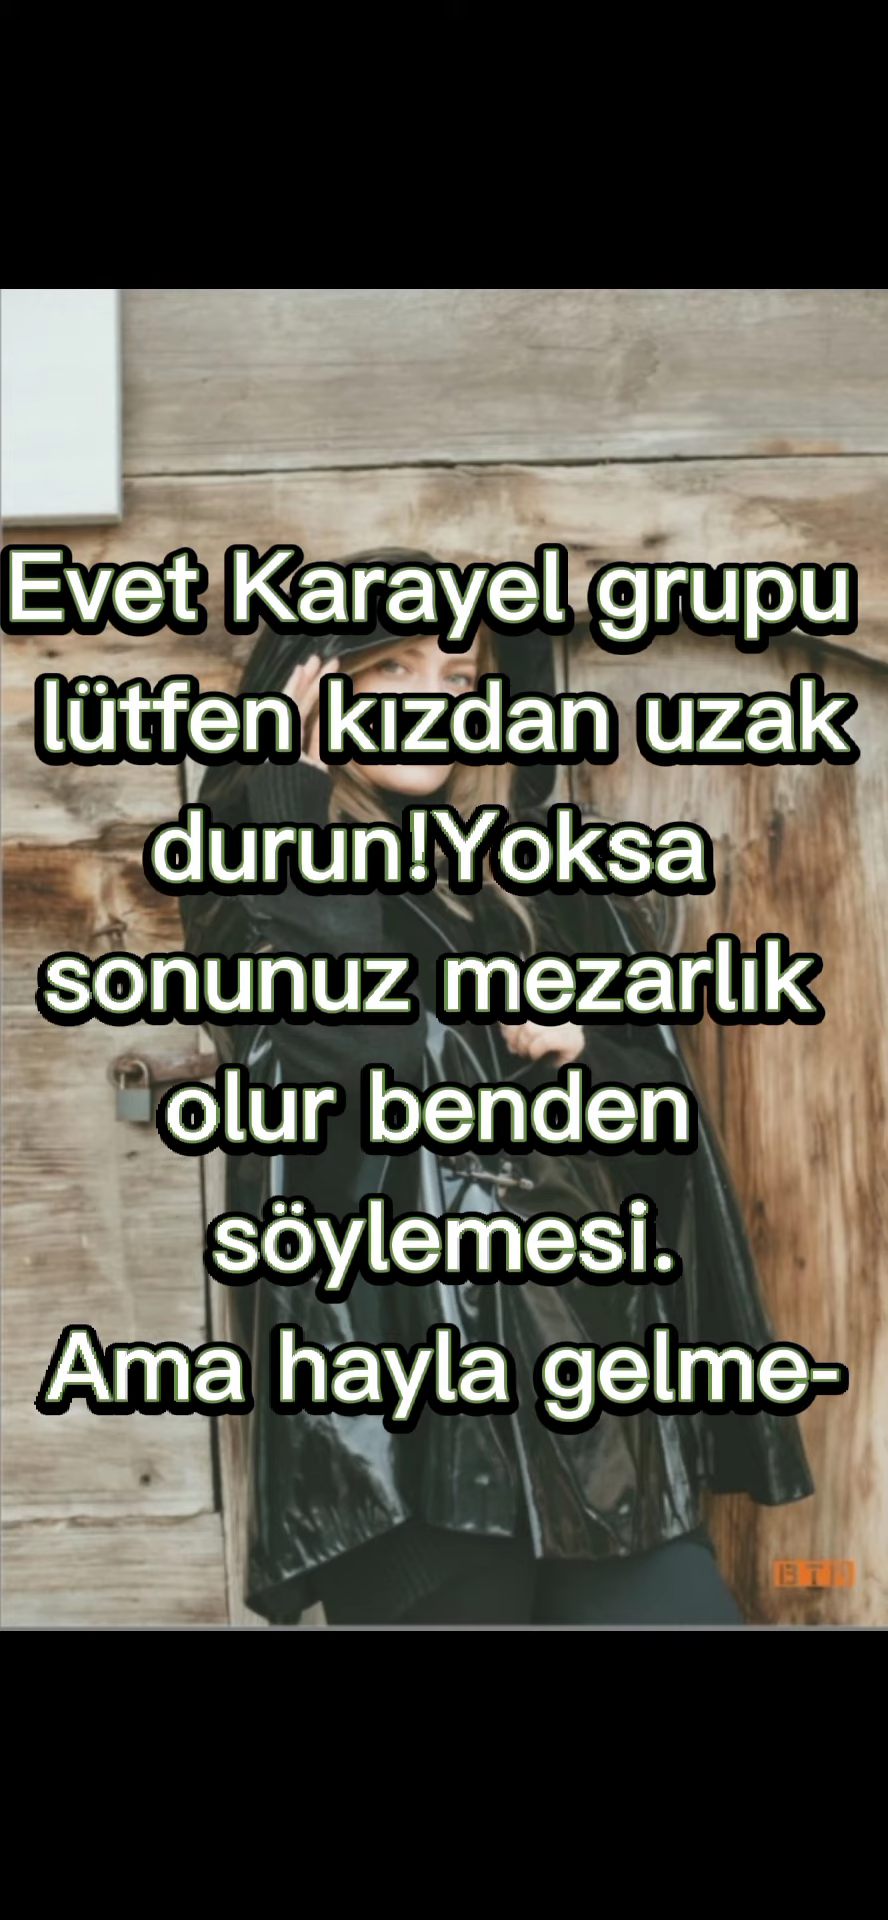 Evet Karayel grupu
lütfen kızdan uzak
durun!Yoksa
sonunuz mezarlık
olur benden
söylemesi.
Ama hayla gelme-
BTM